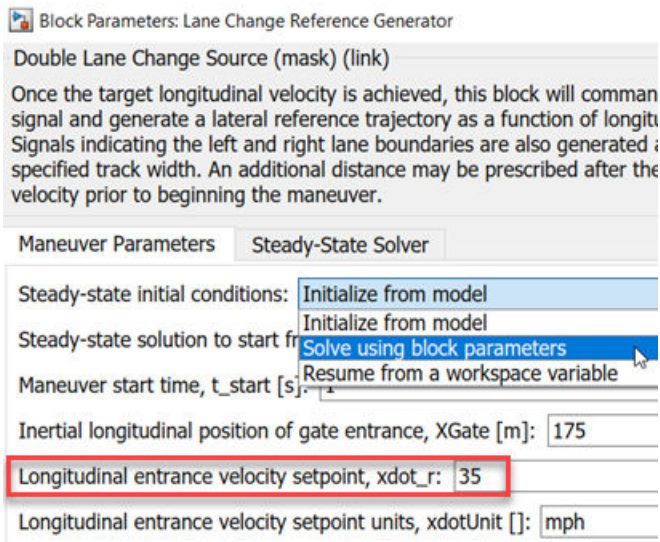 Block Parameters: Lane Change Reference Generator
Double Lane Change Source (mask) (link)
Once the target longitudinal velocity is achieved, this block will comman
signal and generate a lateral reference trajectory as a function of longitu
Signals indicating the left and right lane boundaries are also generated a
specified track width. An additional distance may be prescribed after the
velocity prior to beginning the maneuver.
Maneuver Parameters Steady-State Solver
Steady-state initial conditions: Initialize from model
Initialize from model
Steady-state solution to start fr
Solve using block parameters
Resume from a workspace variable
Maneuver start time, t_start [s]:
Inertial longitudinal position of gate entrance, XGate [m]: 175
Longitudinal entrance velocity setpoint, xdot_r: 35
Longitudinal entrance velocity setpoint units, xdotUnit []: mph